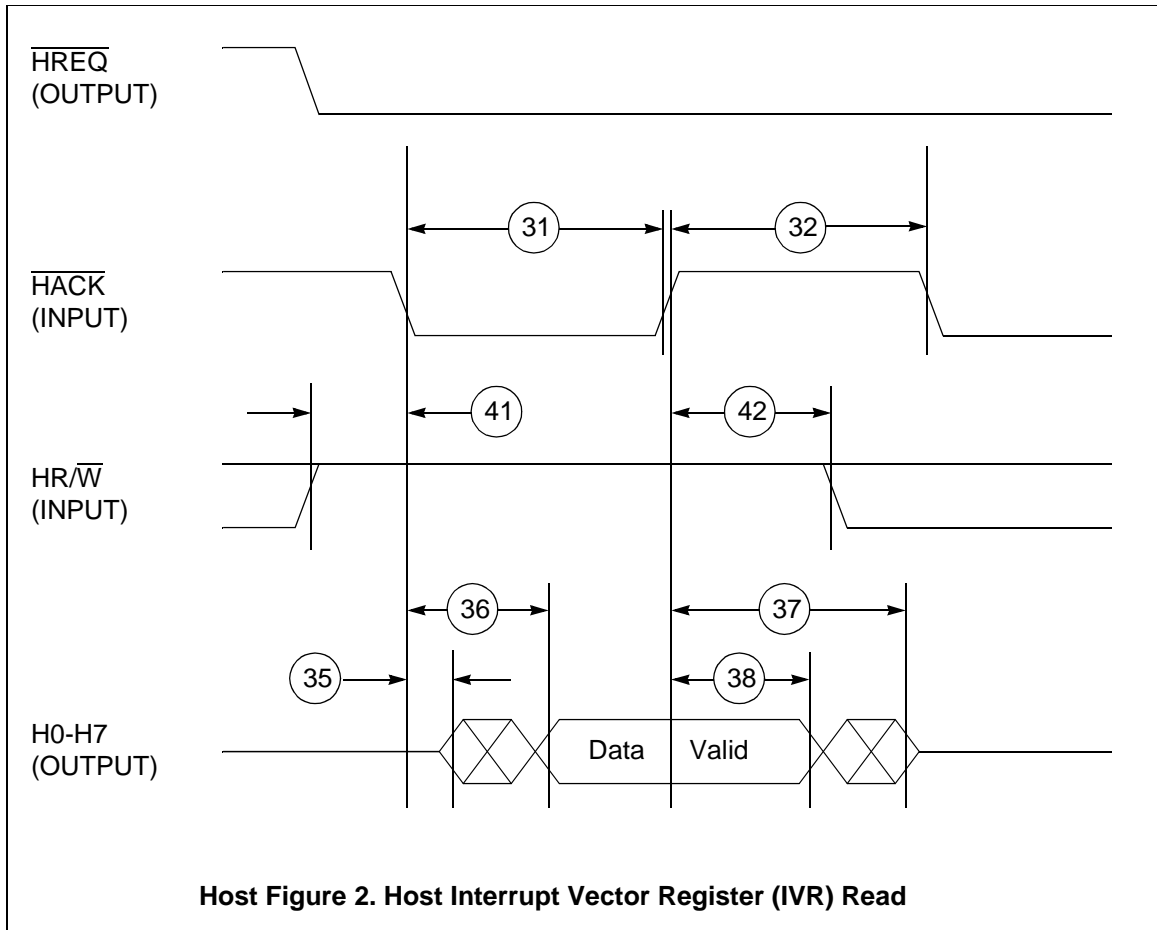 HREQ
(OUTPUT)
31
32
HACK
(INPUT)
41
42
HR/W
(INPUT)
36
37
35
38
H0-H7
(OUTPUT)
Data Valid
Host Figure 2. Host Interrupt Vector Register (IVR) Read